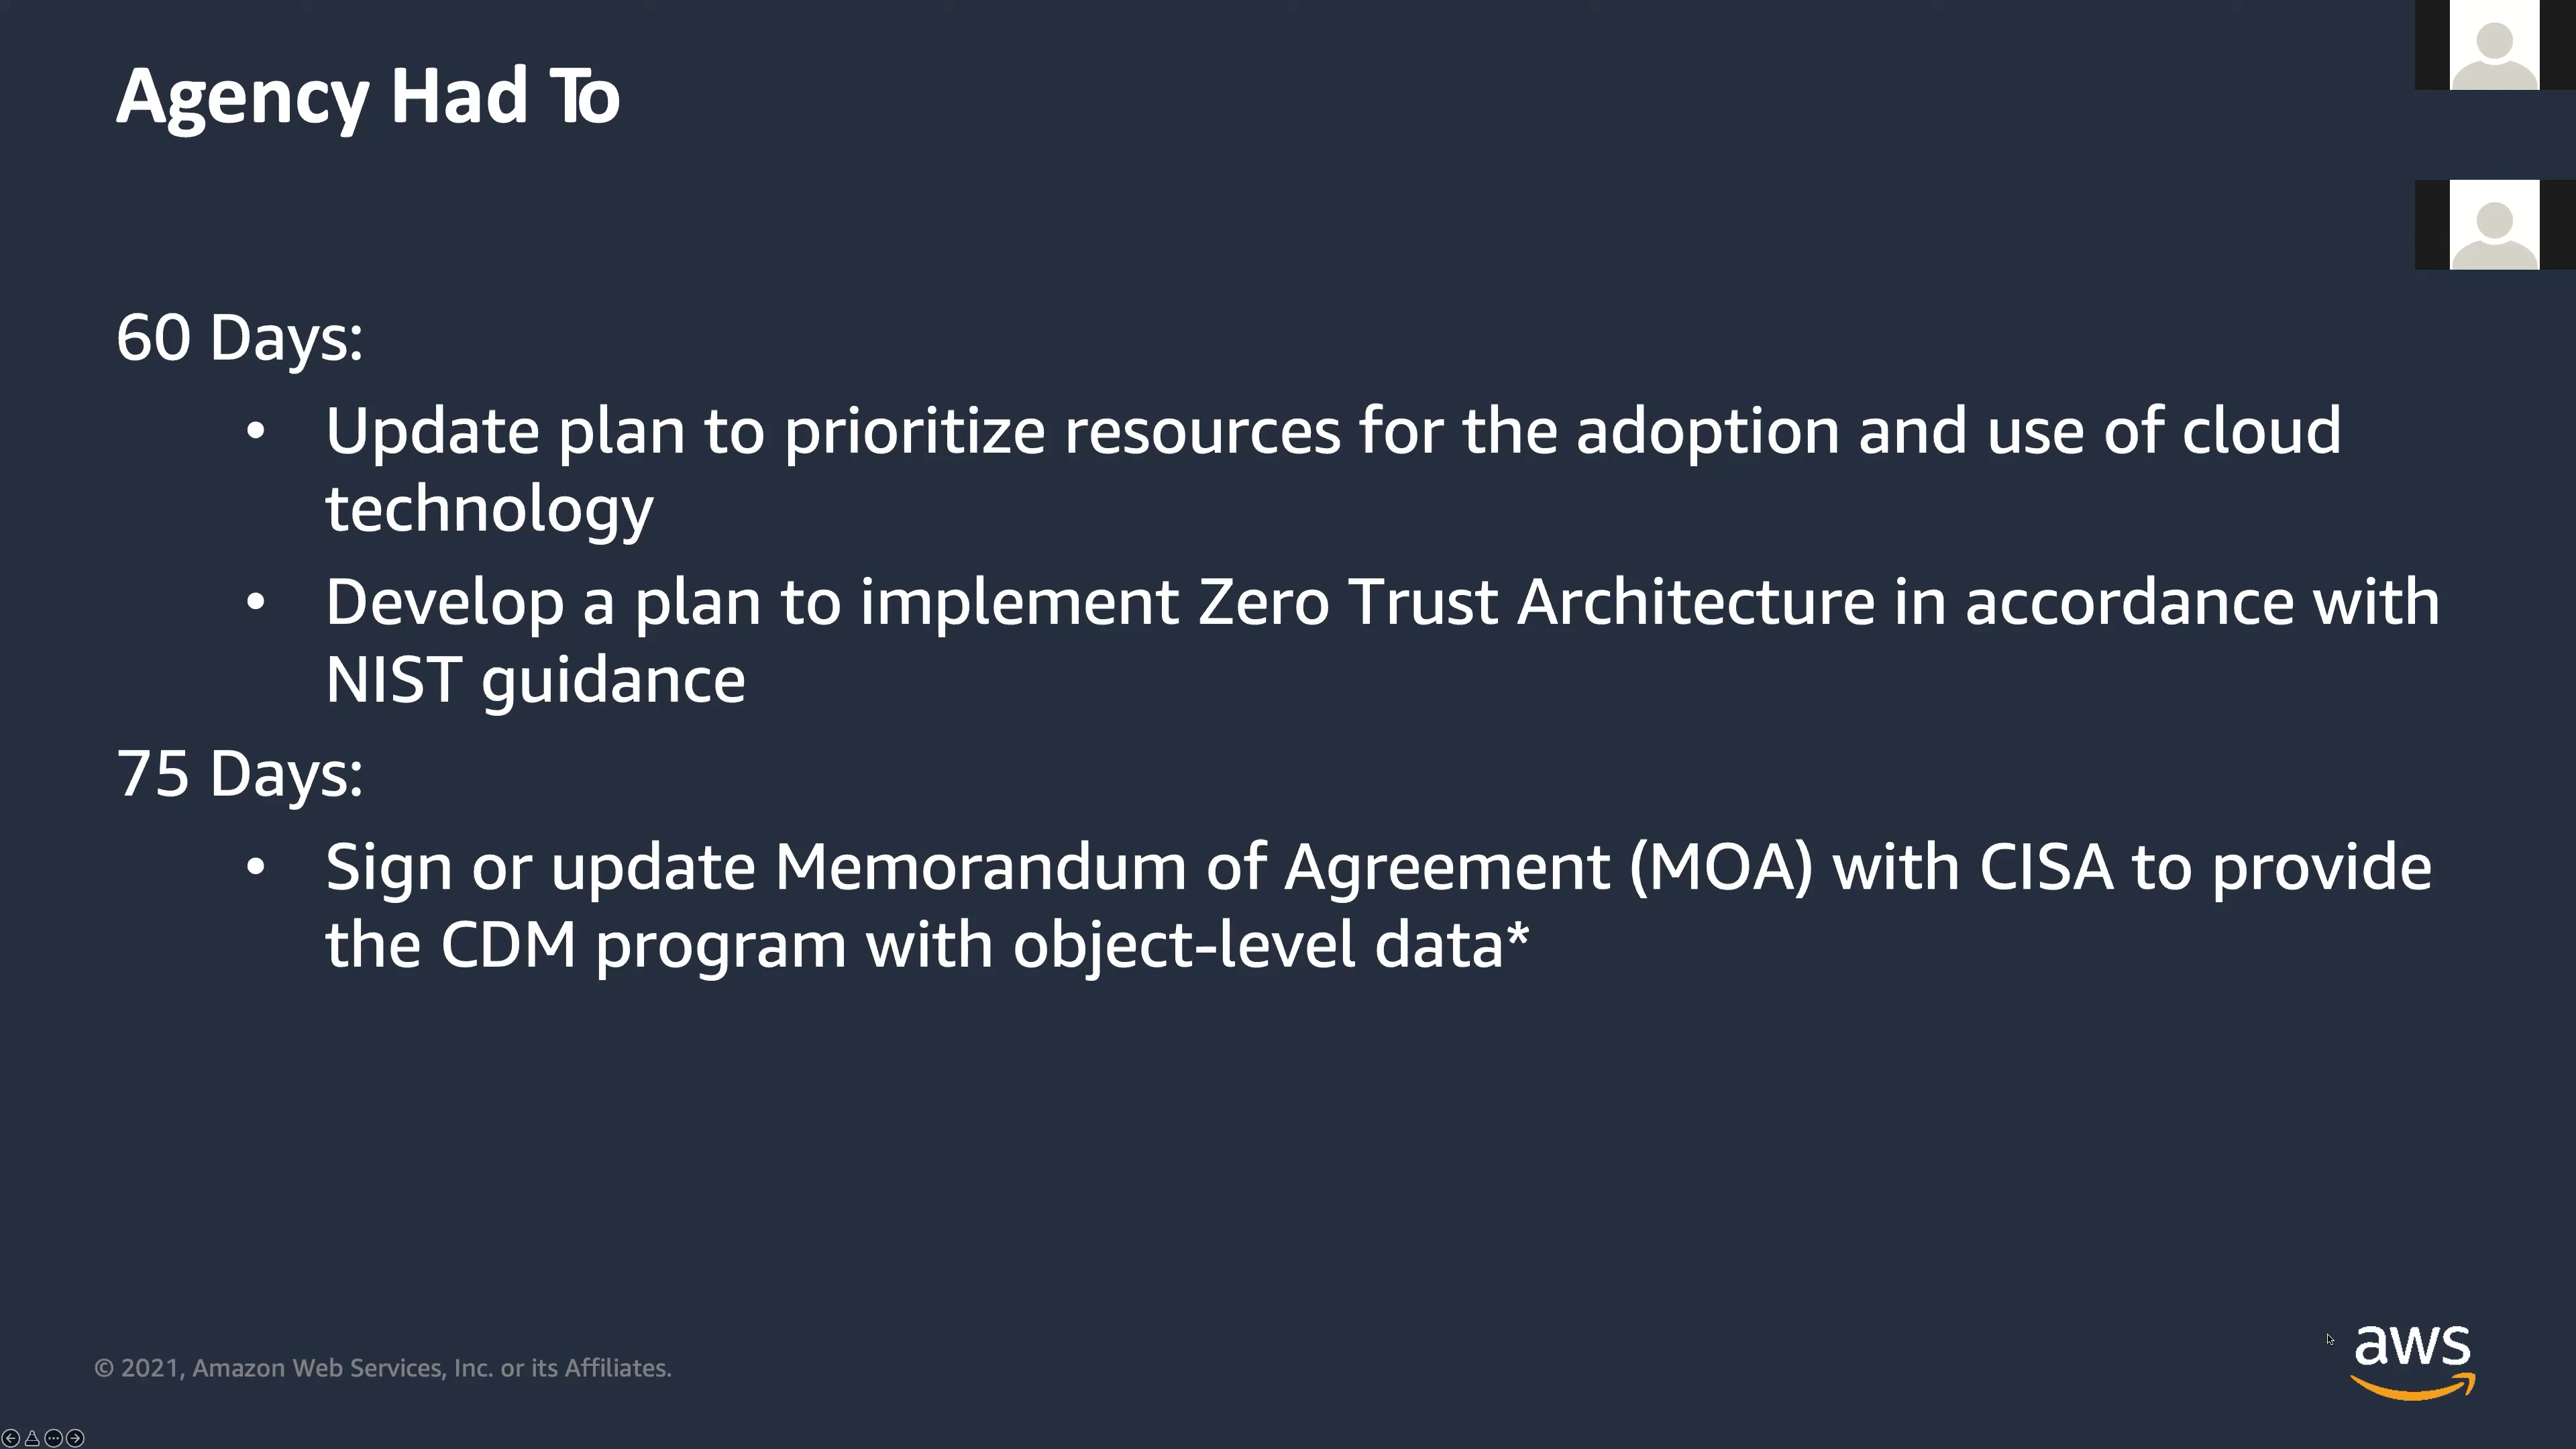 Agency Had To
60 Days:
• Update plan to prioritize resources for the adoption and use of cloud
technology
• Develop a plan to implement Zero Trust Architecture in accordance with
NIST guidance
75 Days:
• Sign or update Memorandum of Agreement (MOA) with CISA to provide
the CDM program with object-level data*
© 2021, Amazon Web Services, Inc. or its Affiliates.
aws